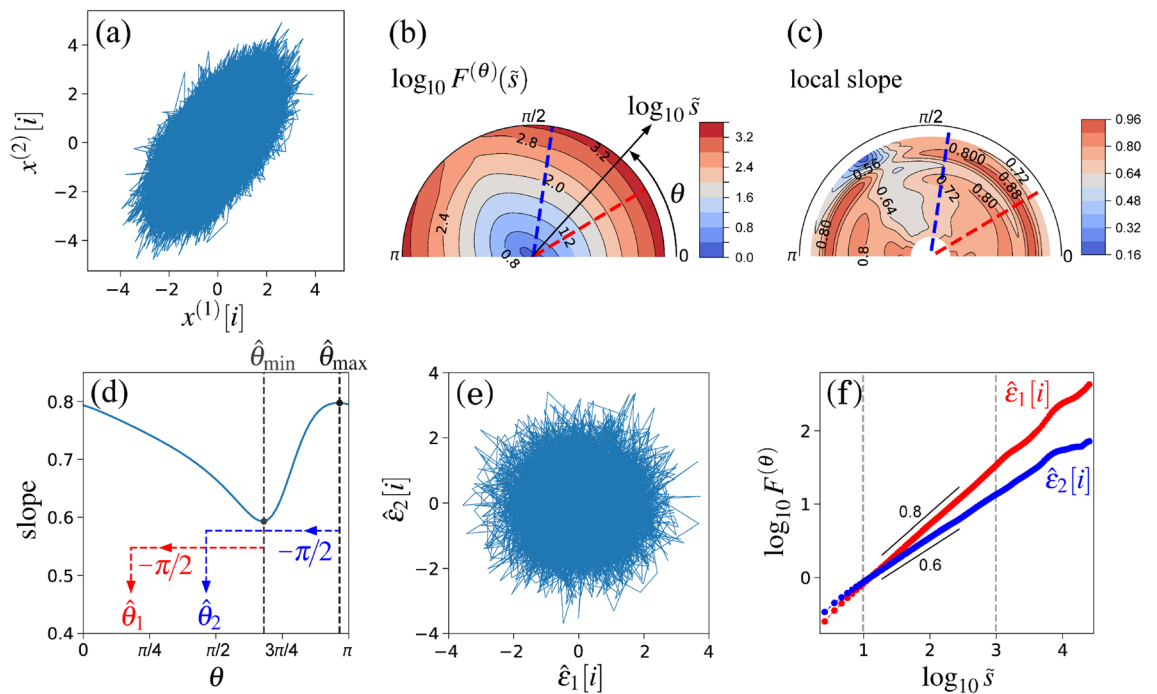 (a)
x⁽²⁾[i]
4
2
0
−2
−4
−4
−2
0
2
4
x⁽¹⁾[i]
(b)
log₁₀ F⁽θ⁾(s̃)
log₁₀ s̃
π/2
2.8
3.2
2.0
2.4
1.2
0.8
θ
π
0
3.2
2.4
1.6
0.8
0.0
(c)
local slope
π/2
0.800
0.72
0.56
0.88
0.72
0.80
0.64
0.80
0.8
π
0
0.96
0.80
0.64
0.48
0.32
0.16
(d)
θ̂min
θ̂max
slope
0.8
0.7
0.6
0.5
0.4
−π/2
−π/2
θ̂₁
θ̂₂
0
π/4
π/2
3π/4
π
θ
(e)
ε̂₂[i]
4
2
0
−2
−4
−4
−2
0
2
4
ε̂₁[i]
(f)
log₁₀ F⁽θ⁾
2
1
0
ε̂₁[i]
ε̂₂[i]
0.8
0.6
1
2
3
4
log₁₀ s̃